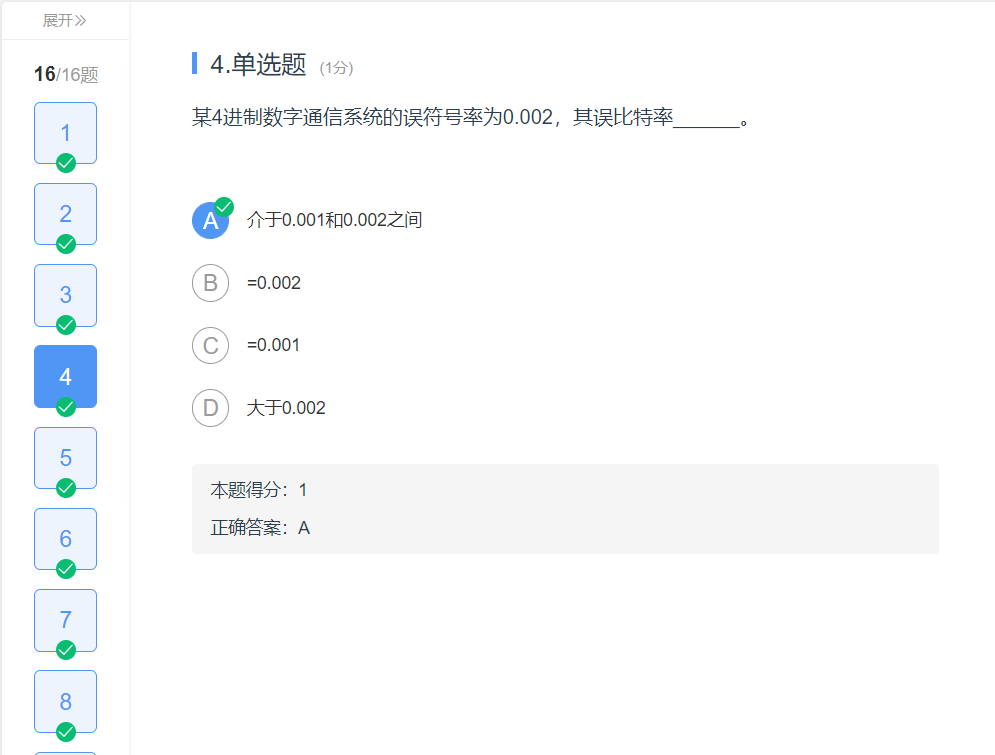 展开>>
16/16题
1
2
3
4
5
6
7
8
4.单选题 (1分)
某4进制数字通信系统的误符号率为0.002，其误比特率_______。
A 介于0.001和0.002之间
B =0.002
C =0.001
D 大于0.002
本题得分：1
正确答案：A